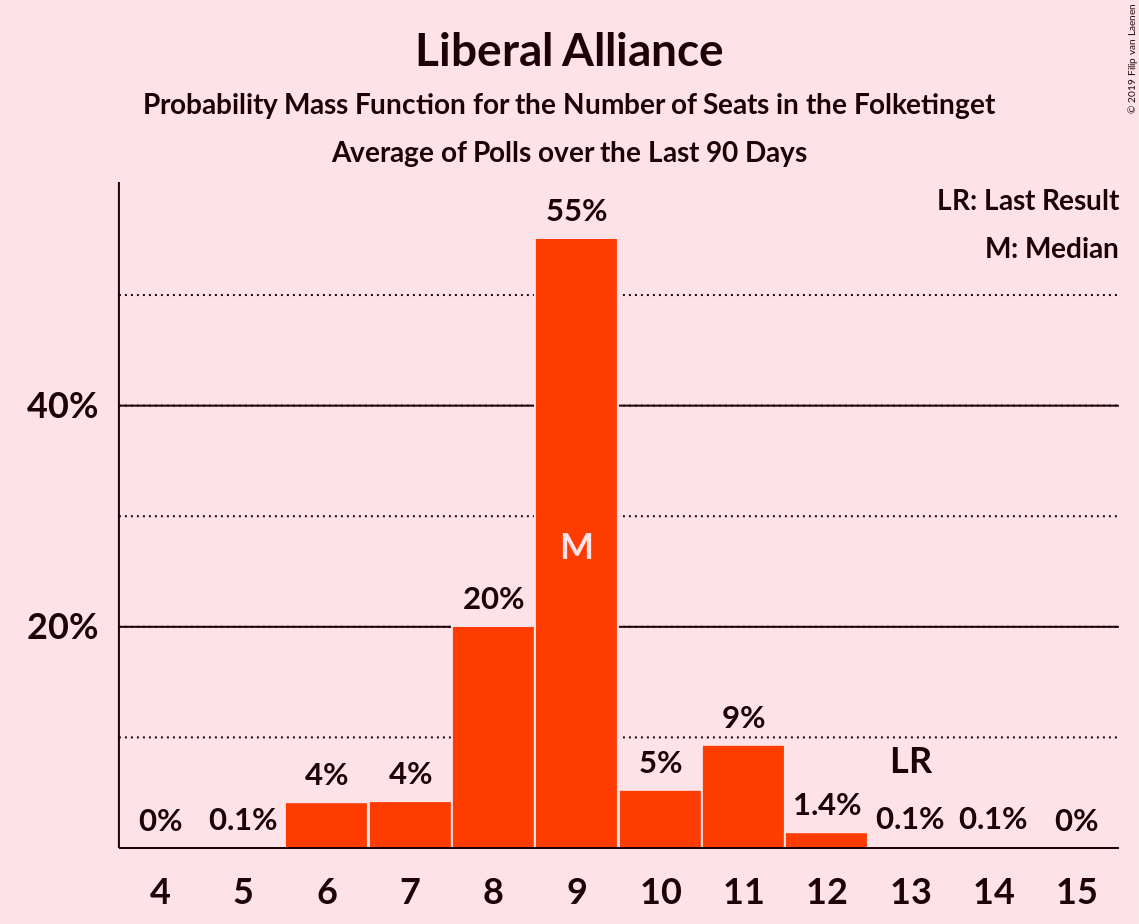 Liberal Alliance
Probability Mass Function for the Number of Seats in the Folketinget
Average of Polls over the Last 90 Days
© 2019 Filip van Laenen
LR: Last Result
M: Median
55%
40%
M
20%
20%
9%
LR
5%
4%
4%
1.4%
0%
0.1%
0.1%
0.1%
0%
4 5 6 7 8 9 10 11 12 13 14 15